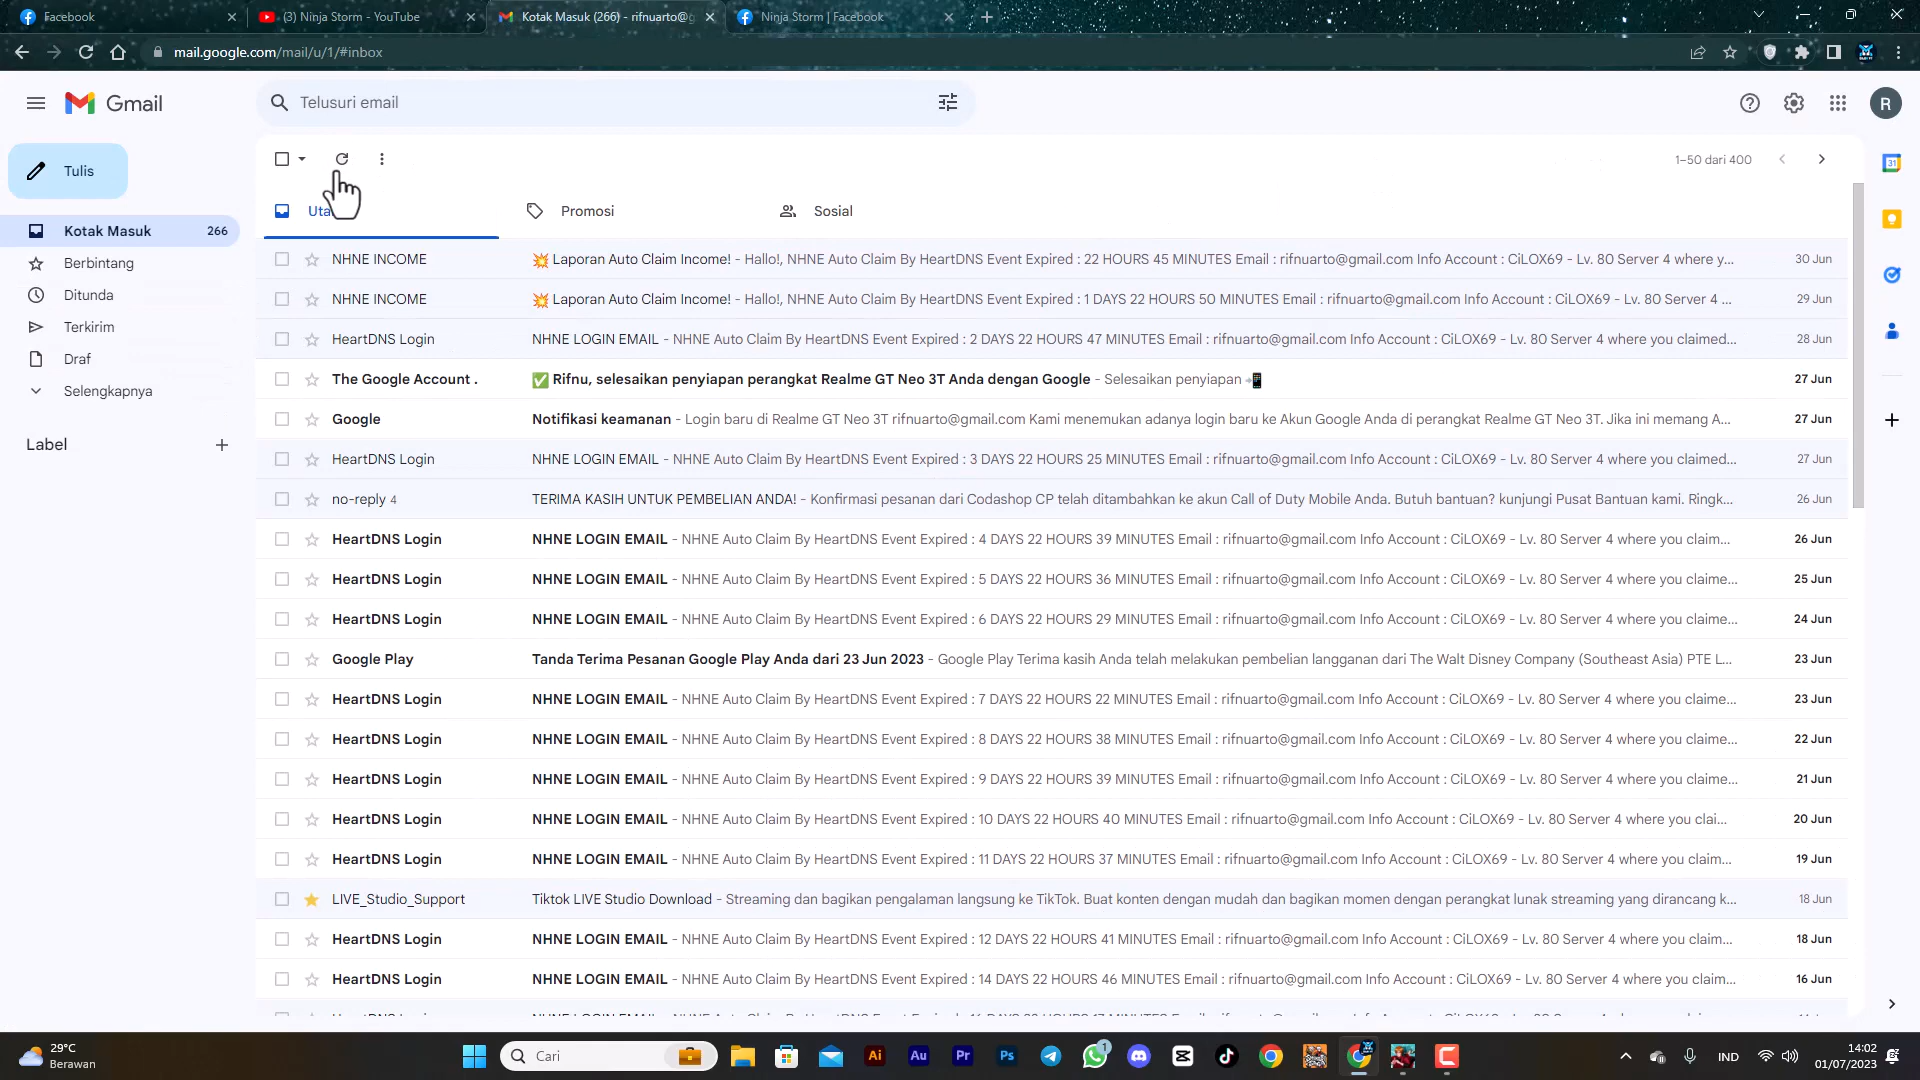 Facebook
(3) Ninja Storm - YouTube
Kotak Masuk (266) - rifnuarto@g
Ninja Storm | Facebook
mail.google.com/mail/u/1/#inbox
Gmail
Telusuri email
R
Tulis
1–50 dari 400
31
Promosi
Sosial
Kotak Masuk 266
Berbintang
Ditunda
Terkirim
Draf
Selengkapnya
Label
NHNE INCOME 💥 Laporan Auto Claim Income! - Hallo!, NHNE Auto Claim By HeartDNS Event Expired : 22 HOURS 45 MINUTES Email : rifnuarto@gmail.com Info Account : CiLOX69 - Lv. 80 Server 4 where y... 30 Jun
NHNE INCOME 💥 Laporan Auto Claim Income! - Hallo!, NHNE Auto Claim By HeartDNS Event Expired : 1 DAYS 22 HOURS 50 MINUTES Email : rifnuarto@gmail.com Info Account : CiLOX69 - Lv. 80 Server 4 ... 29 Jun
HeartDNS Login NHNE LOGIN EMAIL - NHNE Auto Claim By HeartDNS Event Expired : 2 DAYS 22 HOURS 47 MINUTES Email : rifnuarto@gmail.com Info Account : CiLOX69 - Lv. 80 Server 4 where you claimed... 28 Jun
The Google Account . ✅ Rifnu, selesaikan penyiapan perangkat Realme GT Neo 3T Anda dengan Google - Selesaikan penyiapan 📲 27 Jun
Google Notifikasi keamanan - Login baru di Realme GT Neo 3T rifnuarto@gmail.com Kami menemukan adanya login baru ke Akun Google Anda di perangkat Realme GT Neo 3T. Jika ini memang A... 27 Jun
HeartDNS Login NHNE LOGIN EMAIL - NHNE Auto Claim By HeartDNS Event Expired : 3 DAYS 22 HOURS 25 MINUTES Email : rifnuarto@gmail.com Info Account : CiLOX69 - Lv. 80 Server 4 where you claimed... 27 Jun
no-reply 4 TERIMA KASIH UNTUK PEMBELIAN ANDA! - Konfirmasi pesanan dari Codashop CP telah ditambahkan ke akun Call of Duty Mobile Anda. Butuh bantuan? kunjungi Pusat Bantuan kami. Ringk... 26 Jun
HeartDNS Login NHNE LOGIN EMAIL - NHNE Auto Claim By HeartDNS Event Expired : 4 DAYS 22 HOURS 39 MINUTES Email : rifnuarto@gmail.com Info Account : CiLOX69 - Lv. 80 Server 4 where you claim... 26 Jun
HeartDNS Login NHNE LOGIN EMAIL - NHNE Auto Claim By HeartDNS Event Expired : 5 DAYS 22 HOURS 36 MINUTES Email : rifnuarto@gmail.com Info Account : CiLOX69 - Lv. 80 Server 4 where you claime... 25 Jun
HeartDNS Login NHNE LOGIN EMAIL - NHNE Auto Claim By HeartDNS Event Expired : 6 DAYS 22 HOURS 29 MINUTES Email : rifnuarto@gmail.com Info Account : CiLOX69 - Lv. 80 Server 4 where you claime... 24 Jun
Google Play Tanda Terima Pesanan Google Play Anda dari 23 Jun 2023 - Google Play Terima kasih Anda telah melakukan pembelian langganan dari The Walt Disney Company (Southeast Asia) PTE L... 23 Jun
HeartDNS Login NHNE LOGIN EMAIL - NHNE Auto Claim By HeartDNS Event Expired : 7 DAYS 22 HOURS 22 MINUTES Email : rifnuarto@gmail.com Info Account : CiLOX69 - Lv. 80 Server 4 where you claime... 23 Jun
HeartDNS Login NHNE LOGIN EMAIL - NHNE Auto Claim By HeartDNS Event Expired : 8 DAYS 22 HOURS 38 MINUTES Email : rifnuarto@gmail.com Info Account : CiLOX69 - Lv. 80 Server 4 where you claime... 22 Jun
HeartDNS Login NHNE LOGIN EMAIL - NHNE Auto Claim By HeartDNS Event Expired : 9 DAYS 22 HOURS 39 MINUTES Email : rifnuarto@gmail.com Info Account : CiLOX69 - Lv. 80 Server 4 where you claime... 21 Jun
HeartDNS Login NHNE LOGIN EMAIL - NHNE Auto Claim By HeartDNS Event Expired : 10 DAYS 22 HOURS 40 MINUTES Email : rifnuarto@gmail.com Info Account : CiLOX69 - Lv. 80 Server 4 where you clai... 20 Jun
HeartDNS Login NHNE LOGIN EMAIL - NHNE Auto Claim By HeartDNS Event Expired : 11 DAYS 22 HOURS 37 MINUTES Email : rifnuarto@gmail.com Info Account : CiLOX69 - Lv. 80 Server 4 where you claim... 19 Jun
LIVE_Studio_Support Tiktok LIVE Studio Download - Streaming dan bagikan pengalaman langsung ke TikTok. Buat konten dengan mudah dan bagikan momen dengan perangkat lunak streaming yang dirancang k... 18 Jun
HeartDNS Login NHNE LOGIN EMAIL - NHNE Auto Claim By HeartDNS Event Expired : 12 DAYS 22 HOURS 41 MINUTES Email : rifnuarto@gmail.com Info Account : CiLOX69 - Lv. 80 Server 4 where you claim... 18 Jun
HeartDNS Login NHNE LOGIN EMAIL - NHNE Auto Claim By HeartDNS Event Expired : 14 DAYS 22 HOURS 46 MINUTES Email : rifnuarto@gmail.com Info Account : CiLOX69 - Lv. 80 Server 4 where you claim... 16 Jun
29°C
Berawan
Cari
Ai
Au
Pr
Ps
1
IND
14:02
01/07/2023